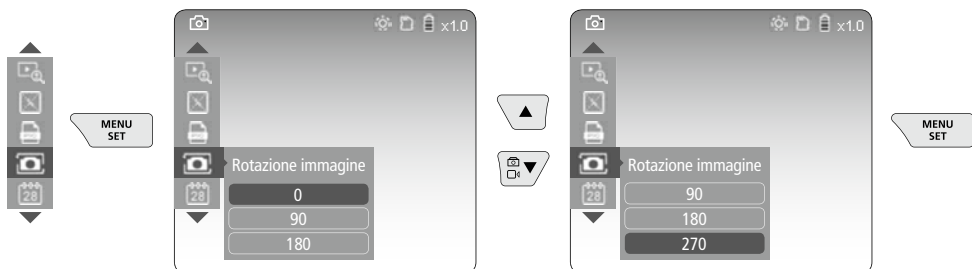 MENU
SET
x1.0
28
Rotazione immagine
0
90
180
x1.0
28
Rotazione immagine
90
180
270
MENU
SET